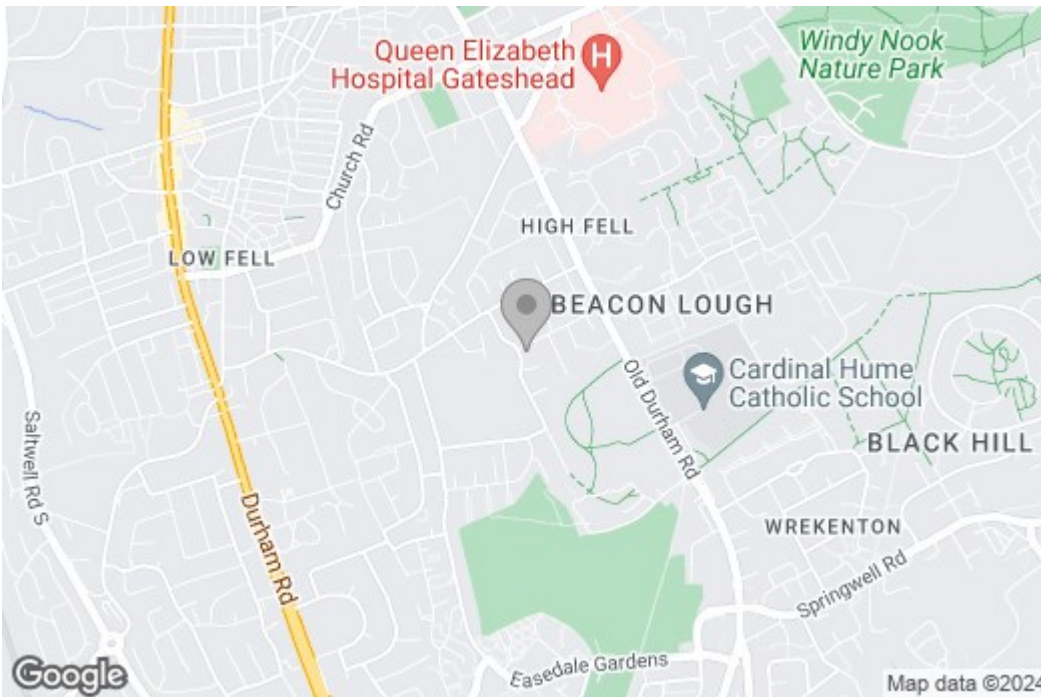 Queen Elizabeth
Hospital Gateshead
H
Windy Nook
Nature Park
Church Rd
HIGH FELL
LOW FELL
BEACON LOUGH
Old Durham Rd
Cardinal Hume
Catholic School
Saltwell Rd S
BLACK HILL
Durham Rd
WREKENTON
Springwell Rd
Easedale Gardens
Google
Map data ©2024